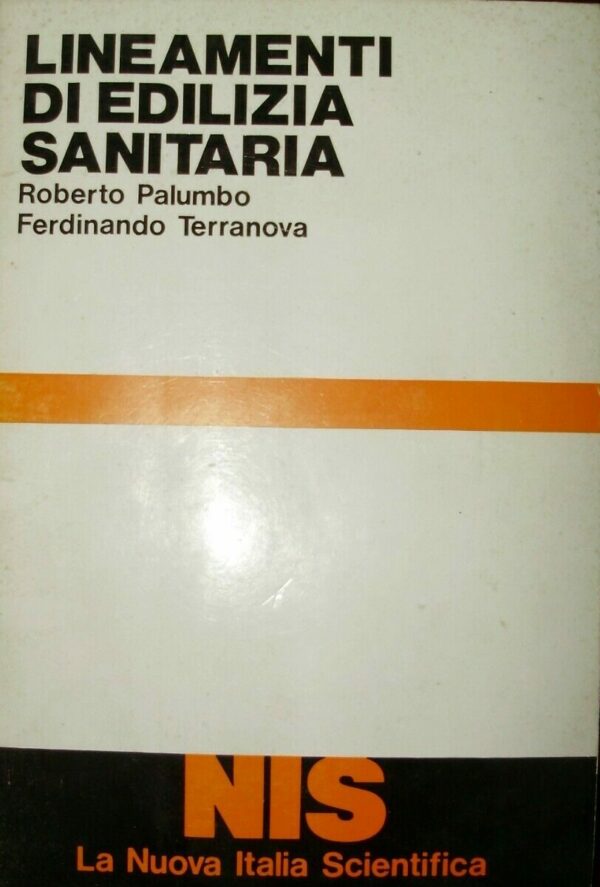 LINEAMENTI
DI EDILIZIA
SANITARIA
Roberto Palumbo
Ferdinando Terranova
NIS
La Nuova Italia Scientifica